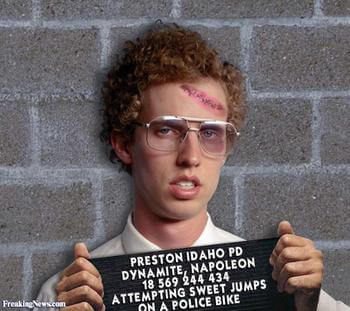 PRESTON IDAHO PD
DYNAMITE, NAPOLEON
18 569 244 434
ATTEMPTING SWEET JUMPS
ON A POLICE BIKE
FreakingNews.com